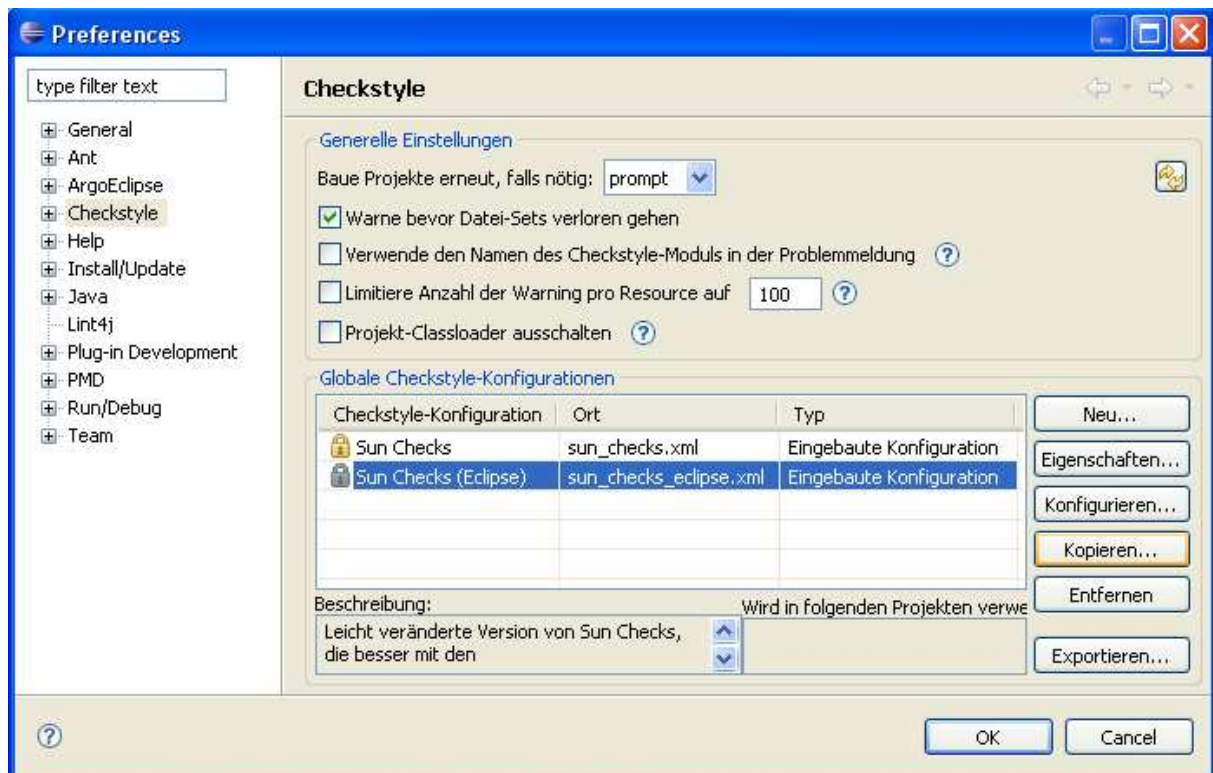 Preferences
type filter text
General
Ant
ArgoEclipse
Checkstyle
Help
Install/Update
Java
Lint4j
Plug-in Development
PMD
Run/Debug
Team
Checkstyle
Generelle Einstellungen
Baue Projekte erneut, falls nötig: prompt
Warne bevor Datei-Sets verloren gehen
Verwende den Namen des Checkstyle-Moduls in der Problemmeldung ?
Limitiere Anzahl der Warning pro Resource auf 100 ?
Projekt-Classloader ausschalten ?
Globale Checkstyle-Konfigurationen
Checkstyle-Konfiguration Ort Typ
Sun Checks sun_checks.xml Eingebaute Konfiguration
Sun Checks (Eclipse) sun_checks_eclipse.xml Eingebaute Konfiguration
Neu...
Eigenschaften...
Konfigurieren...
Kopieren...
Entfernen
Exportieren...
Beschreibung:
Leicht veränderte Version von Sun Checks,
die besser mit den
Wird in folgenden Projekten verwe
?
OK
Cancel